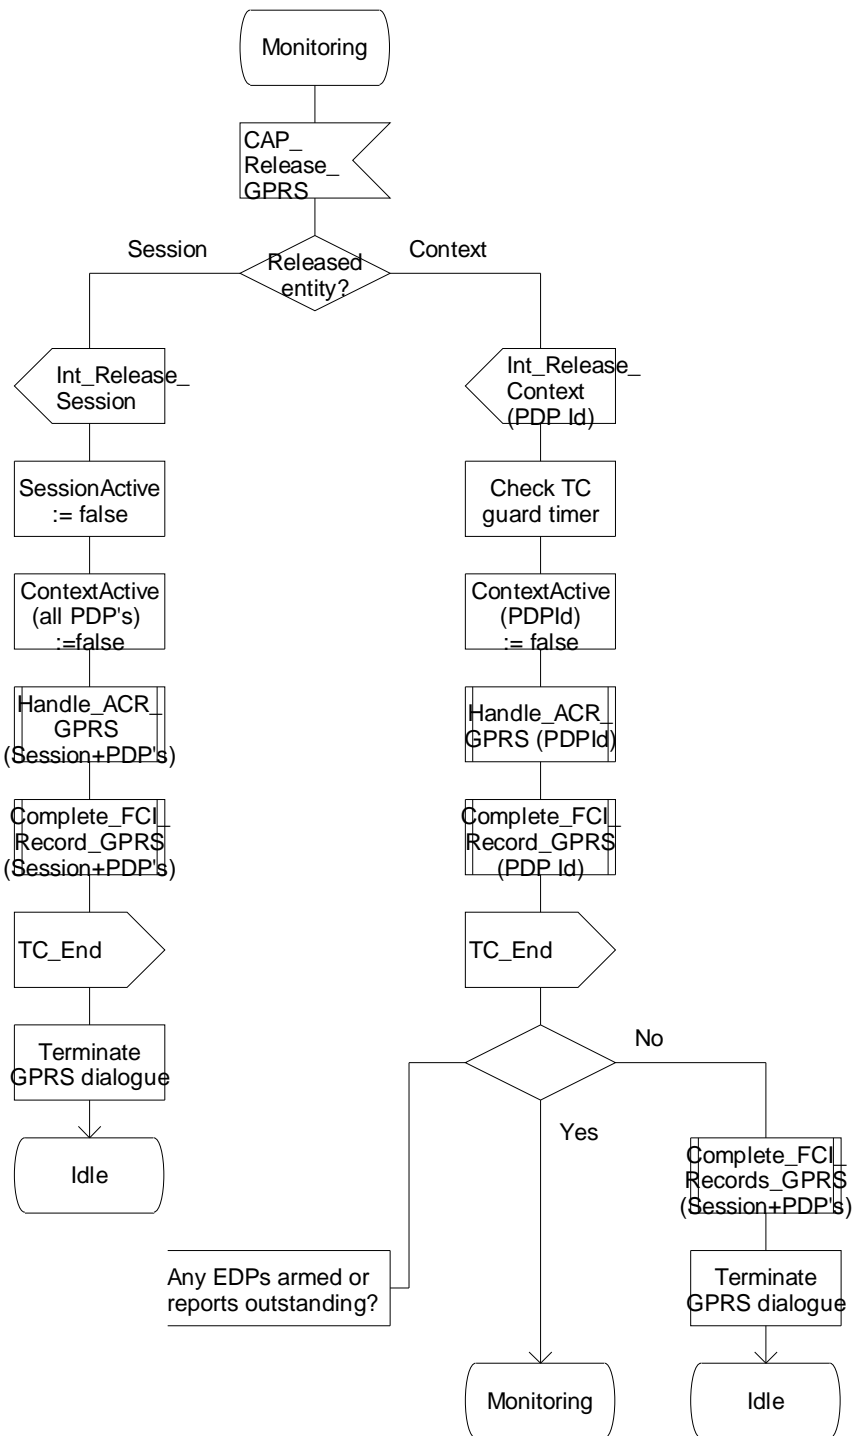 Monitoring
CAP_
Release_
GPRS
Session
Released
entity?
Context
Int_Release_
Session
Int_Release_
Context
(PDP Id)
SessionActive
:= false
Check TC
guard timer
ContextActive
(all PDP's)
:=false
ContextActive
(PDPId)
:= false
Handle_ACR_
GPRS
(Session+PDP's)
Handle_ACR_
GPRS (PDPId)
Complete_FCI_
Record_GPRS
(Session+PDP's)
Complete_FCI_
Record_GPRS
(PDP Id)
TC_End
TC_End
Terminate
GPRS dialogue
No
Yes
Idle
Complete_FCI_
Records_GPRS
(Session+PDP's)
Any EDPs armed or
reports outstanding?
Terminate
GPRS dialogue
Monitoring
Idle